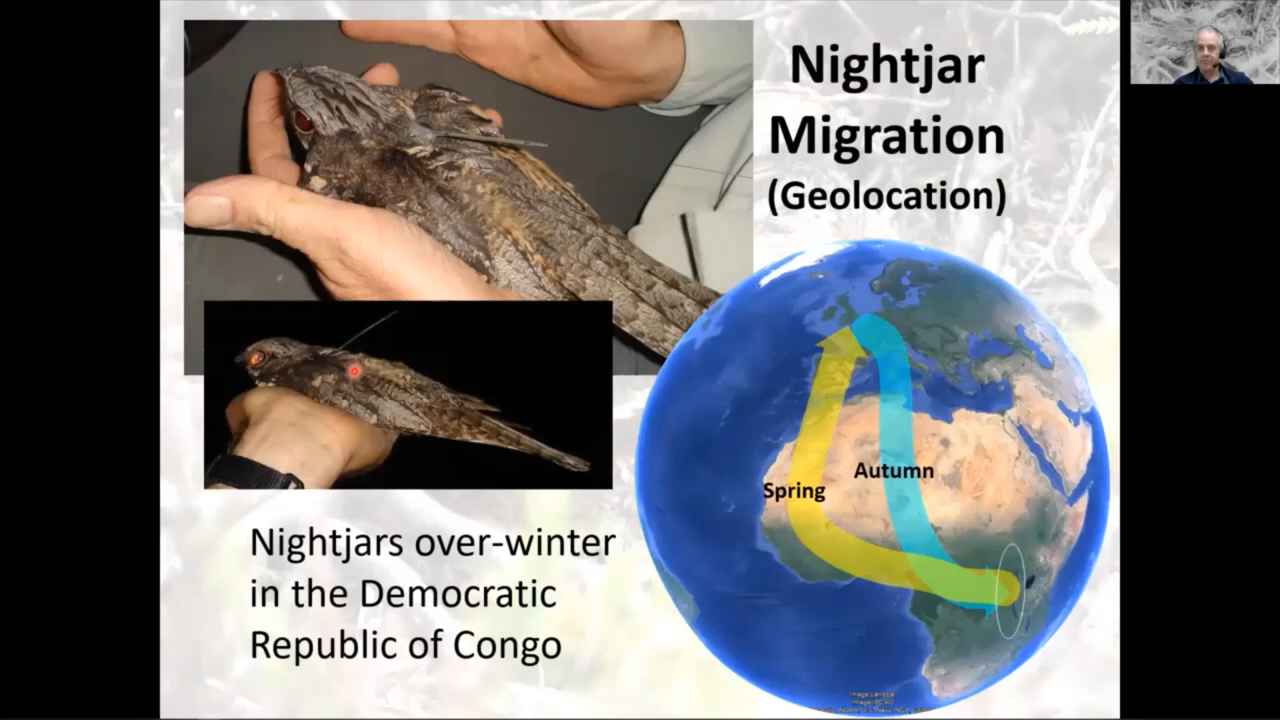 Nightjar
Migration
(Geolocation)
Autumn
Spring
Nightjars over-winter
in the Democratic
Republic of Congo